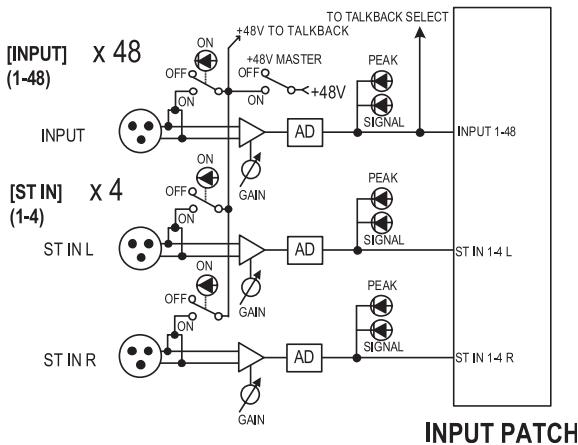 TO TALKBACK SELECT
+48V TO TALKBACK
[INPUT] X 48
(1-48)
ON
+48V MASTER
OFF
OFF
ON
ON
+48V
PEAK
SIGNAL
INPUT
AD
INPUT 1-48
GAIN
[ST IN] X 4
(1-4)
ON
OFF
ON
PEAK
SIGNAL
ST IN L
AD
ST IN 1-4 L
GAIN
ON
OFF
ON
PEAK
SIGNAL
ST IN R
AD
ST IN 1-4 R
GAIN
INPUT PATCH